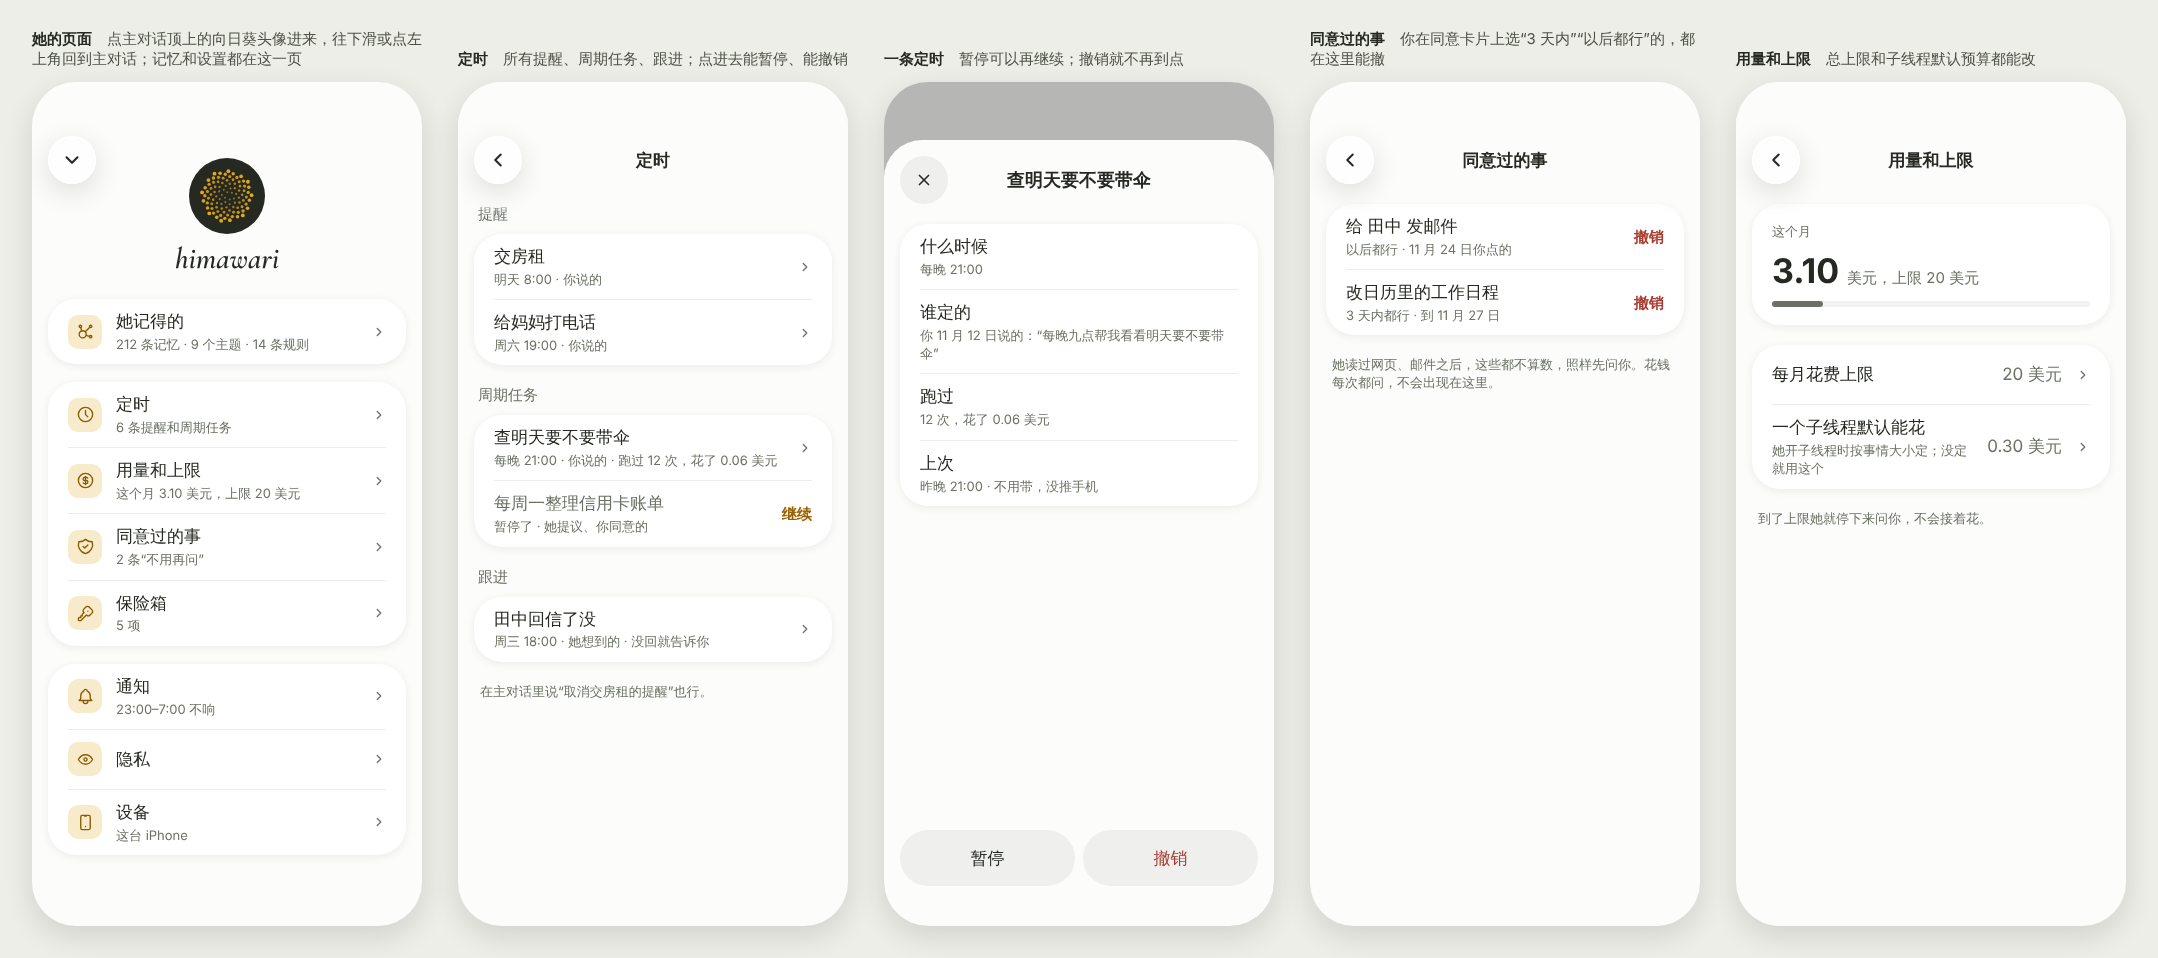 她的页面 点主对话顶上的向日葵头像进来，往下滑或点左
上角回到主对话；记忆和设置都在这一页
himawari
她记得的
212 条记忆 · 9 个主题 · 14 条规则
定时
6 条提醒和周期任务
用量和上限
这个月 3.10 美元，上限 20 美元
同意过的事
2 条“不用再问”
保险箱
5 项
通知
23:00–7:00 不响
隐私
设备
这台 iPhone
定时 所有提醒、周期任务、跟进；点进去能暂停、能撤销
定时
提醒
交房租
明天 8:00 · 你说的
给妈妈打电话
周六 19:00 · 你说的
周期任务
查明天要不要带伞
每晚 21:00 · 你说的 · 跑过 12 次，花了 0.06 美元
每周一整理信用卡账单
暂停了 · 她提议、你同意的
继续
跟进
田中回信了没
周三 18:00 · 她想到的 · 没回就告诉你
在主对话里说“取消交房租的提醒”也行。
一条定时 暂停可以再继续；撤销就不再到点
查明天要不要带伞
什么时候
每晚 21:00
谁定的
你 11 月 12 日说的：“每晚九点帮我看看明天要不要带
伞”
跑过
12 次，花了 0.06 美元
上次
昨晚 21:00 · 不用带，没推手机
暂停
撤销
同意过的事 你在同意卡片上选“3 天内”“以后都行”的，都
在这里能撤
同意过的事
给 田中 发邮件
以后都行 · 11 月 24 日你点的
撤销
改日历里的工作日程
3 天内都行 · 到 11 月 27 日
撤销
她读过网页、邮件之后，这些都不算数，照样先问你。花钱
每次都问，不会出现在这里。
用量和上限 总上限和子线程默认预算都能改
用量和上限
这个月
3.10 美元，上限 20 美元
每月花费上限
20 美元
一个子线程默认能花
她开子线程时按事情大小定；没定
就用这个
0.30 美元
到了上限她就停下来问你，不会接着花。